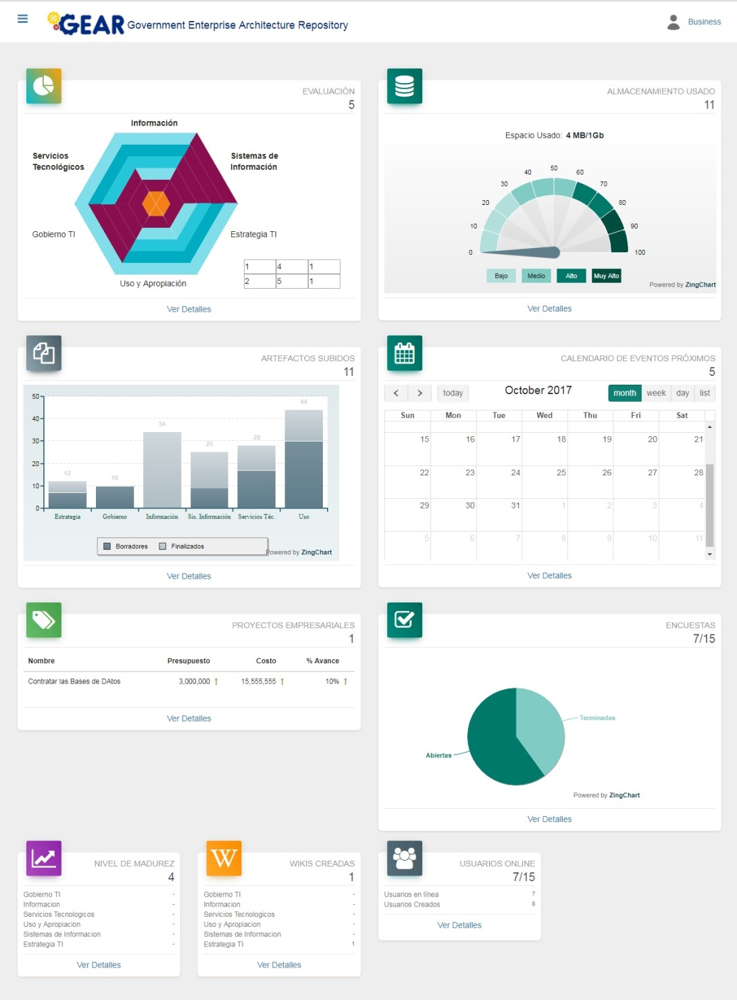 GEAR Government Enterprise Architecture Repository
Business
EVALUACIÓN
5
Información
Servicios
Tecnológicos
Sistemas de
Información
Gobierno TI
Estrategia TI
Uso y Apropiación
1 4 1
2 5 1
Ver Detalles
ALMACENAMIENTO USADO
11
Espacio Usado: 4 MB/1Gb
0
10
20
30
40
50
60
70
80
90
100
Bajo Medio Alto Muy Alto
Powered by ZingChart
Ver Detalles
ARTEFACTOS SUBIDOS
11
50
40
30
20
10
0
12 10 34 25 28 44
Estrategia Gobierno Información Sis. Información Servicios Téc. Uso
Borradores Finalizados
Powered by ZingChart
Ver Detalles
CALENDARIO DE EVENTOS PRÓXIMOS
5
today October 2017 month week day list
Sun Mon Tue Wed Thu Fri Sat
15 16 17 18 19 20 21
22 23 24 25 26 27 28
29 30 31 1 2 3 4
5 6 7 8 9 10 11
Ver Detalles
PROYECTOS EMPRESARIALES
1
Nombre Presupuesto Costo % Avance
Contratar las Bases de DAtos 3,000,000 ↑ 15,555,555 ↑ 10% ↑
Ver Detalles
ENCUESTAS
7/15
Terminadas
Abiertas
Powered by ZingChart
Ver Detalles
NIVEL DE MADUREZ
4
Gobierno TI -
Informacion -
Servicios Tecnologicos -
Uso y Apropiacion -
Sistemas de Informacion -
Estrategia TI -
Ver Detalles
W
WIKIS CREADAS
1
Gobierno TI -
Informacion -
Servicios Tecnologicos -
Uso y Apropiacion -
Sistemas de Informacion -
Estrategia TI 1
Ver Detalles
USUARIOS ONLINE
7/15
Usuarios en línea 7
Usuarios Creados 8
Ver Detalles